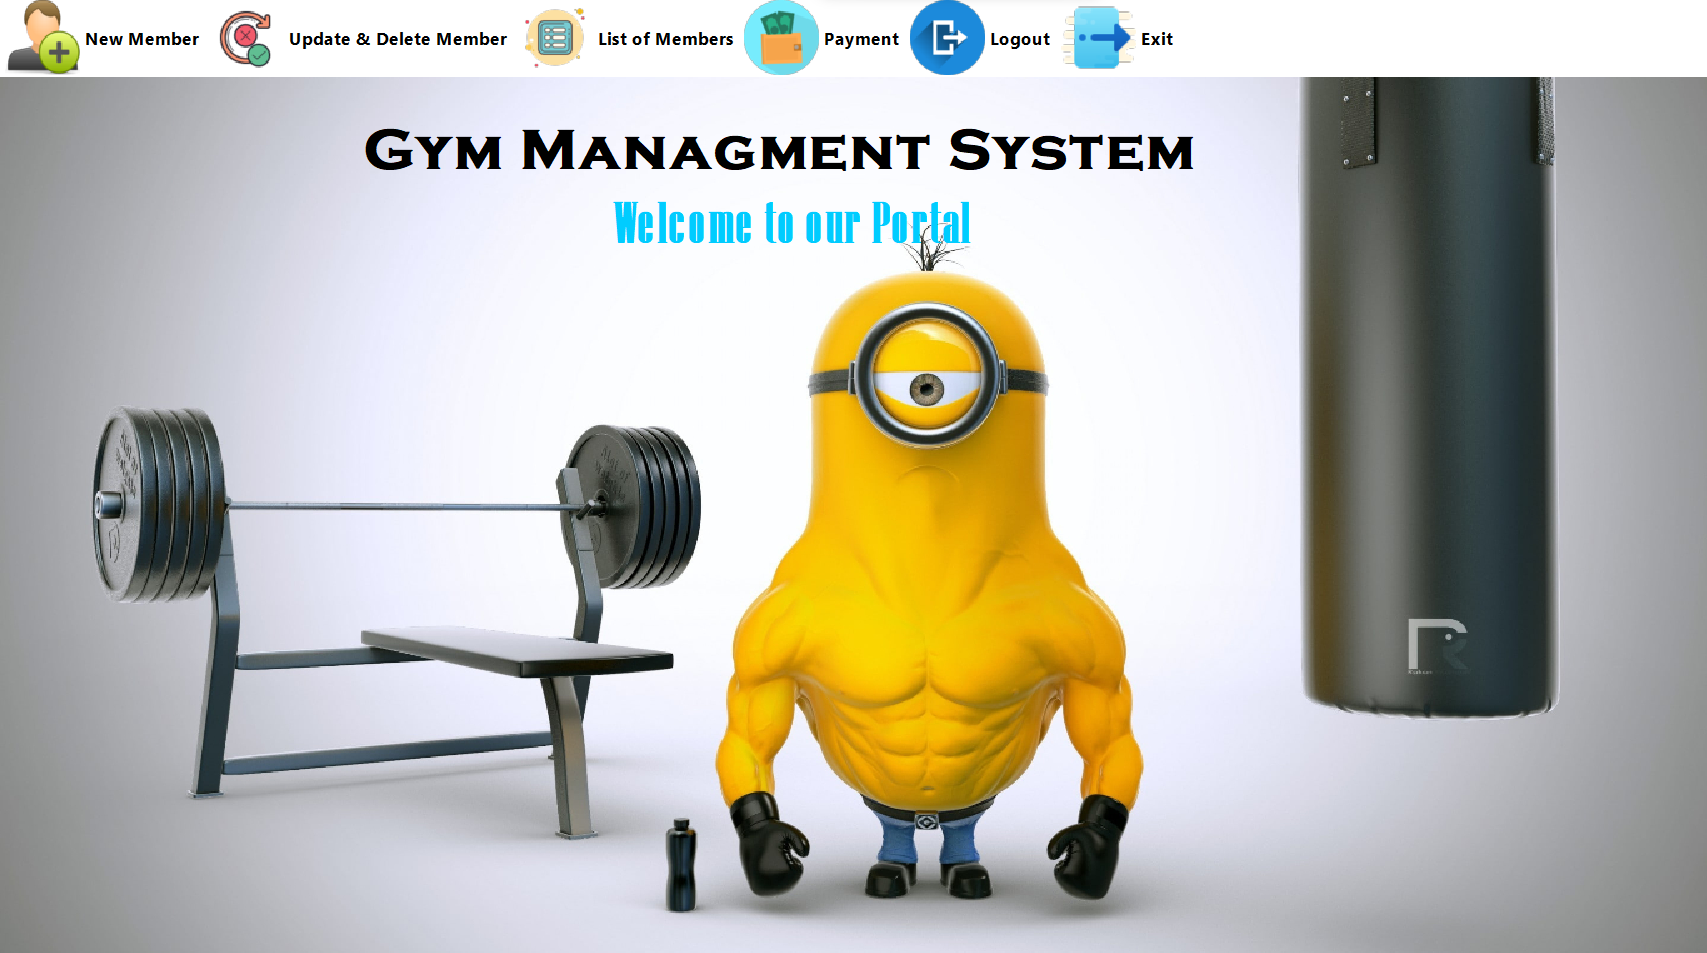 New Member Update & Delete Member List of Members Payment Logout Exit
Gym Managment System
Welcome to our Portal